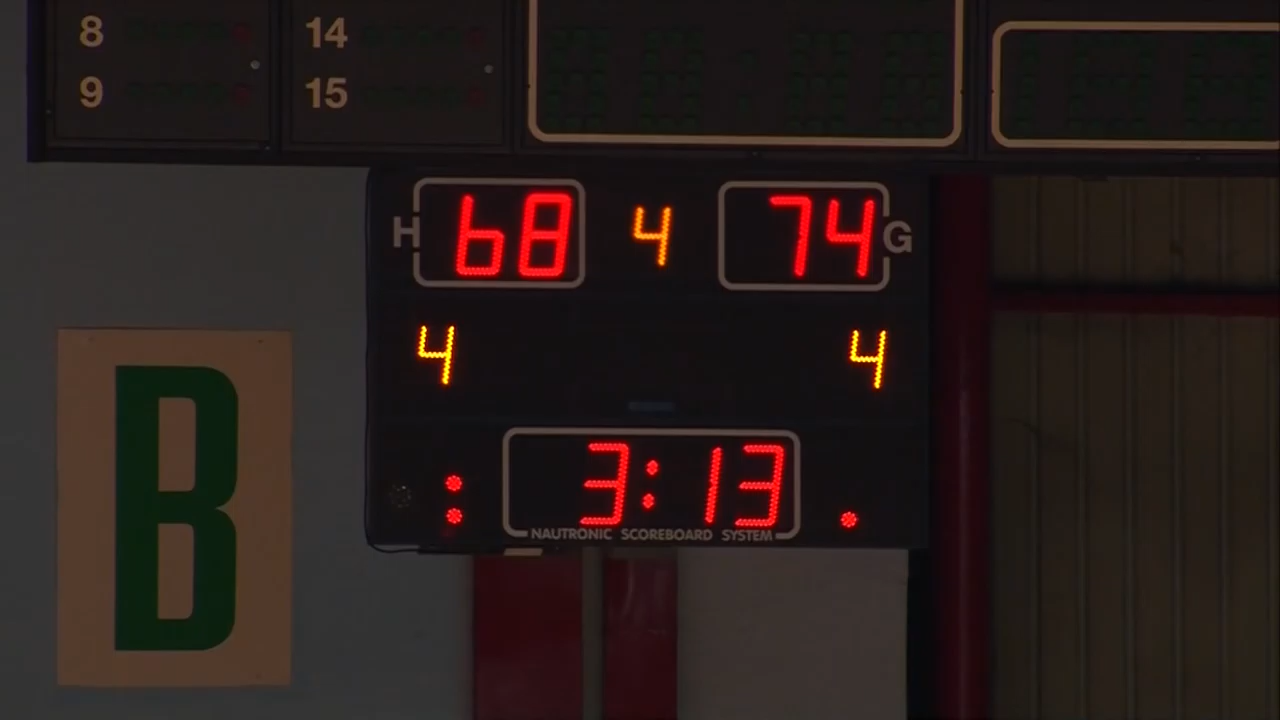 8 14
9 15
H 68 4 74 G
4 4
: 3:13 .
NAUTRONIC SCOREBOARD SYSTEM
B